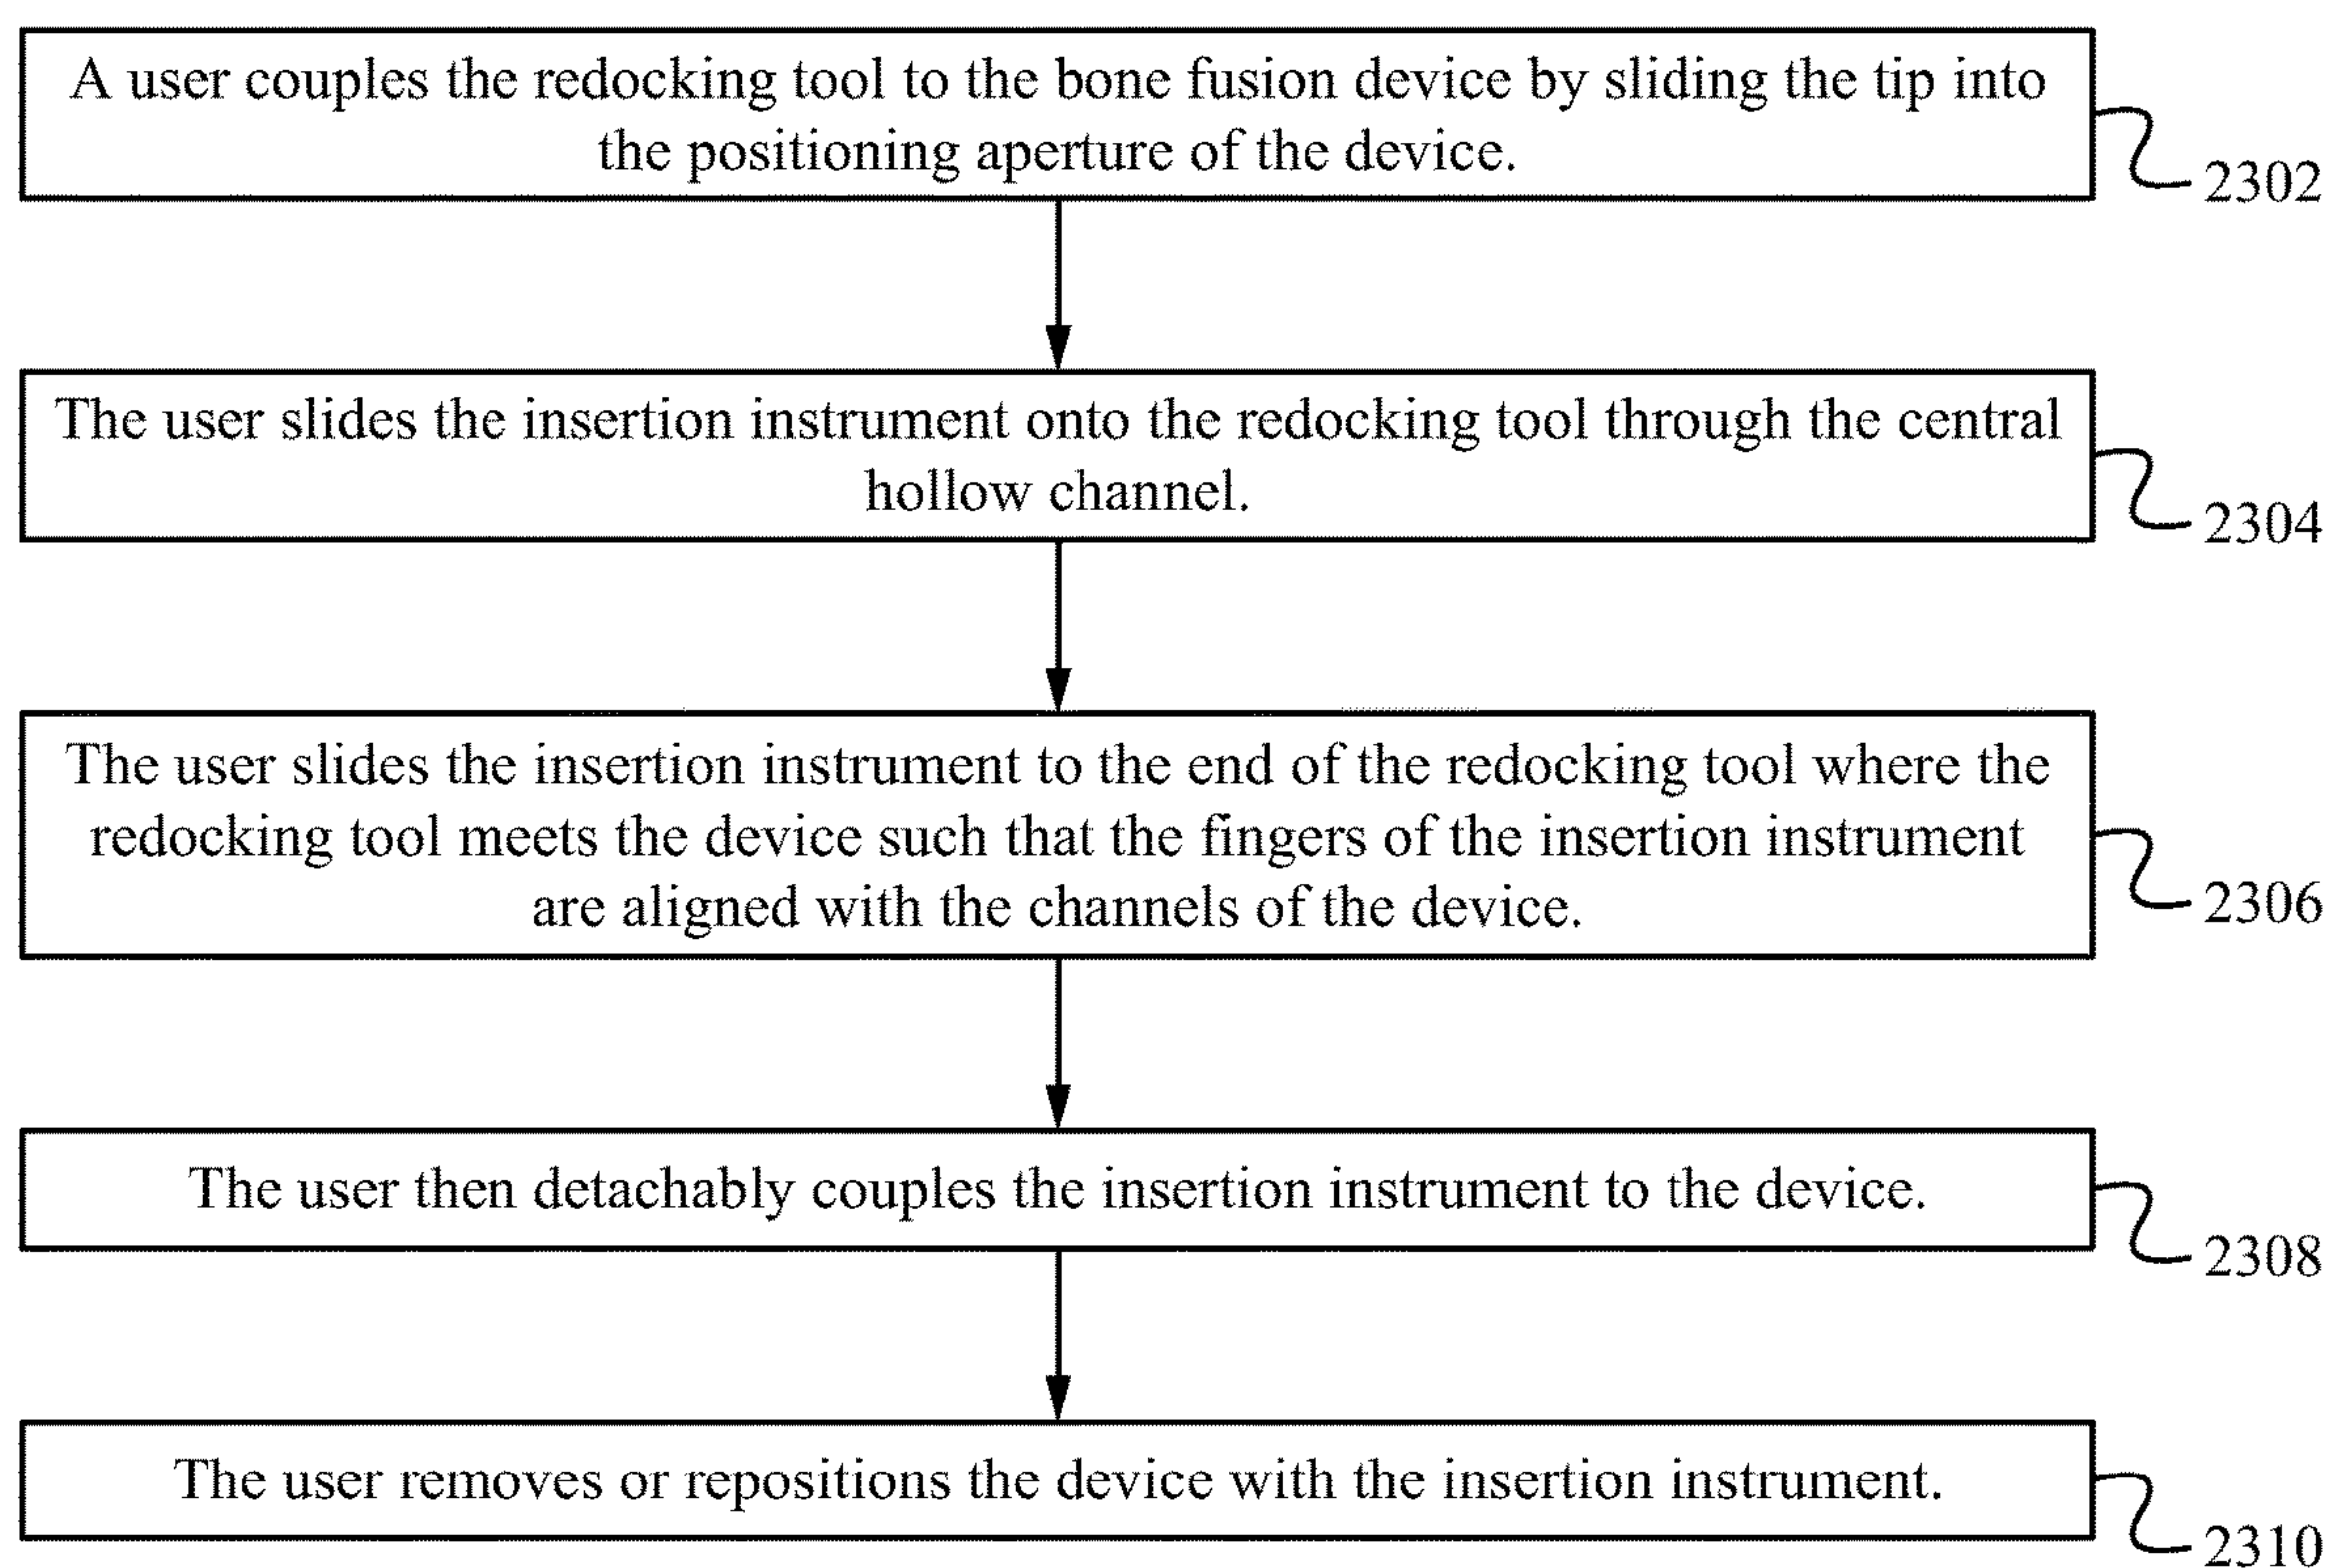 A user couples the redocking tool to the bone fusion device by sliding the tip into
the positioning aperture of the device.
2302
The user slides the insertion instrument onto the redocking tool through the central
hollow channel.
2304
The user slides the insertion instrument to the end of the redocking tool where the
redocking tool meets the device such that the fingers of the insertion instrument
are aligned with the channels of the device.
2306
The user then detachably couples the insertion instrument to the device.
2308
The user removes or repositions the device with the insertion instrument.
2310